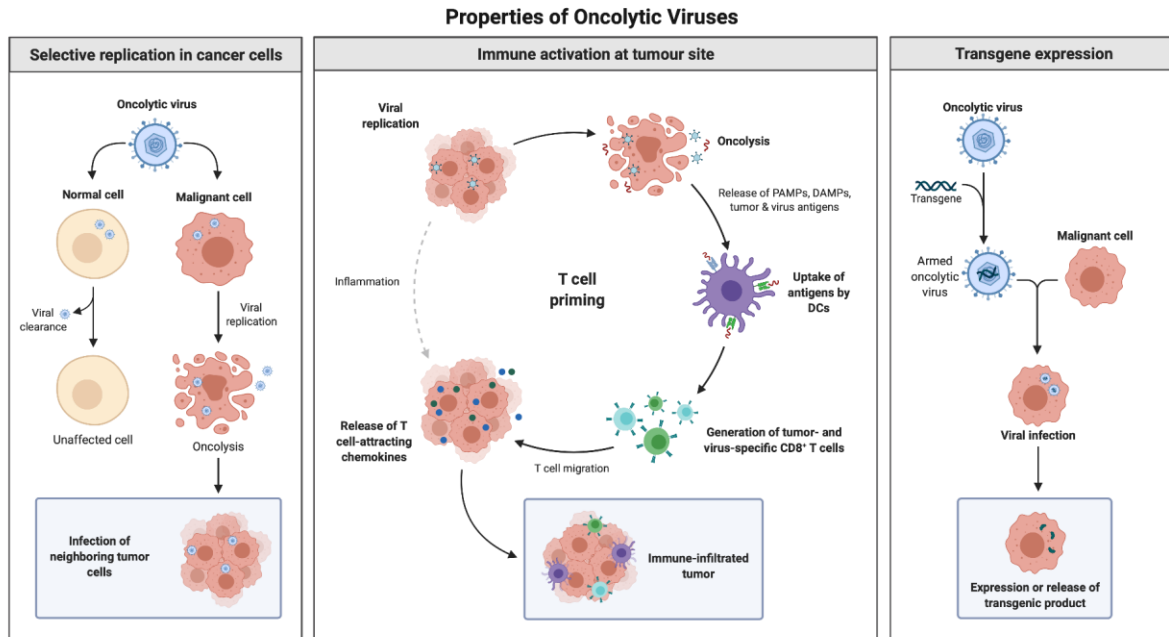 Properties of Oncolytic Viruses
Selective replication in cancer cells
Oncolytic virus
Normal cell
Malignant cell
Viral
clearance
Viral
replication
Unaffected cell
Oncolysis
Infection of
neighboring tumor
cells
Immune activation at tumour site
Viral
replication
Oncolysis
Release of PAMPs, DAMPs,
tumor & virus antigens
Inflammation
T cell
priming
Uptake of
antigens by
DCs
Release of T
cell-attracting
chemokines
T cell migration
Generation of tumor- and
virus-specific CD8⁺ T cells
Immune-infiltrated
tumor
Transgene expression
Oncolytic virus
Transgene
Malignant cell
Armed
oncolytic
virus
Viral infection
Expression or release of
transgenic product